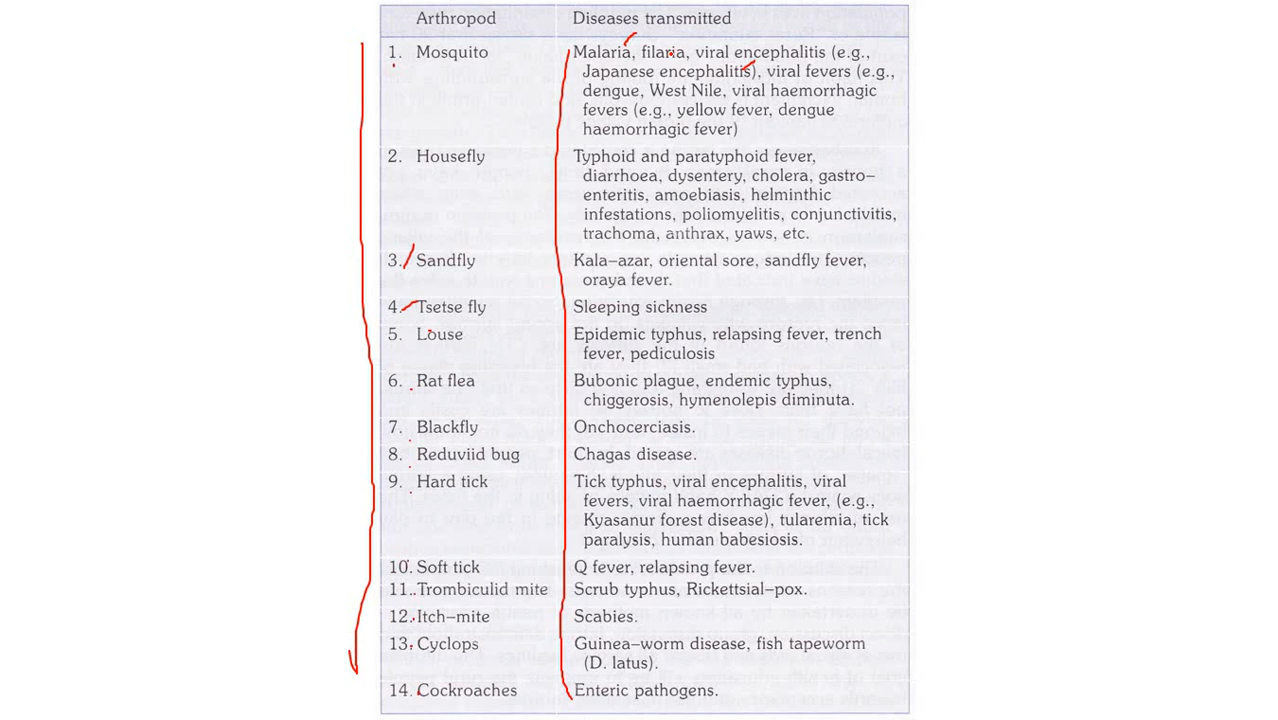 Arthropod Diseases transmitted
1. Mosquito Malaria, filaria, viral encephalitis (e.g.,
Japanese encephalitis), viral fevers (e.g.,
dengue, West Nile, viral haemorrhagic
fevers (e.g., yellow fever, dengue
haemorrhagic fever)
2. Housefly Typhoid and paratyphoid fever,
diarrhoea, dysentery, cholera, gastro–
enteritis, amoebiasis, helminthic
infestations, poliomyelitis, conjunctivitis,
trachoma, anthrax, yaws, etc.
3. Sandfly Kala–azar, oriental sore, sandfly fever,
oraya fever.
4. Tsetse fly Sleeping sickness
5. Louse Epidemic typhus, relapsing fever, trench
fever, pediculosis
6. Rat flea Bubonic plague, endemic typhus,
chiggerosis, hymenolepis diminuta.
7. Blackfly Onchocerciasis.
8. Reduviid bug Chagas disease.
9. Hard tick Tick typhus, viral encephalitis, viral
fevers, viral haemorrhagic fever, (e.g.,
Kyasanur forest disease), tularemia, tick
paralysis, human babesiosis.
10. Soft tick Q fever, relapsing fever.
11. Trombiculid mite Scrub typhus, Rickettsial–pox.
12. Itch–mite Scabies.
13. Cyclops Guinea–worm disease, fish tapeworm
(D. latus).
14. Cockroaches Enteric pathogens.